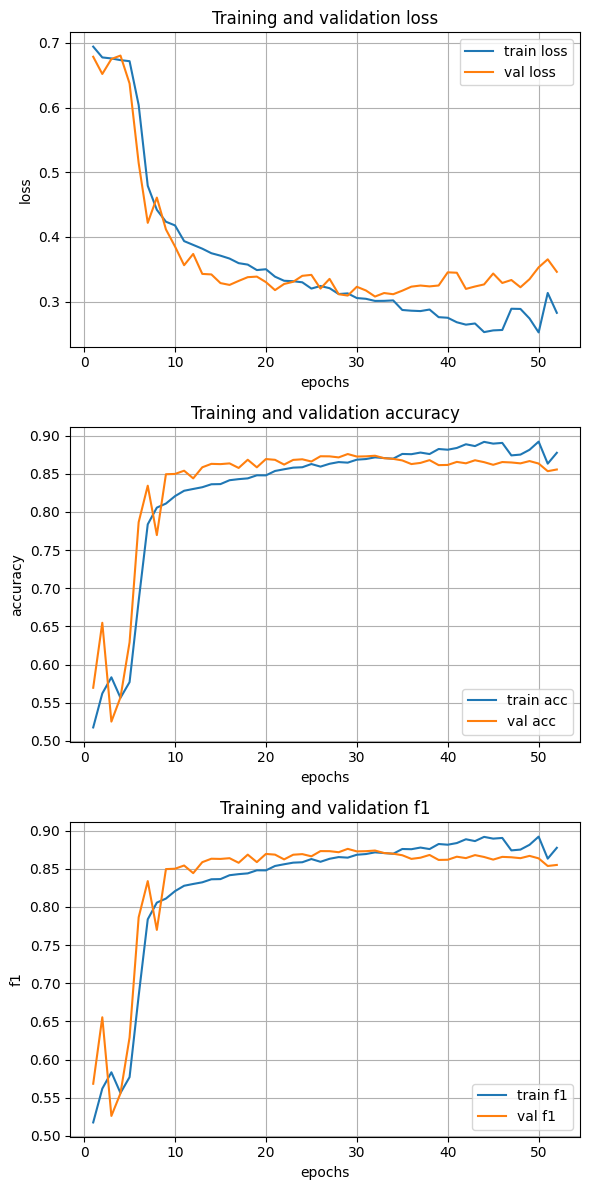 Training and validation loss
0.7
0.6
0.5
0.4
0.3
loss
train loss
val loss
0 10 20 30 40 50
epochs
Training and validation accuracy
0.90
0.85
0.80
0.75
0.70
0.65
0.60
0.55
0.50
accuracy
train acc
val acc
0 10 20 30 40 50
epochs
Training and validation f1
0.90
0.85
0.80
0.75
0.70
0.65
0.60
0.55
0.50
f1
train f1
val f1
0 10 20 30 40 50
epochs